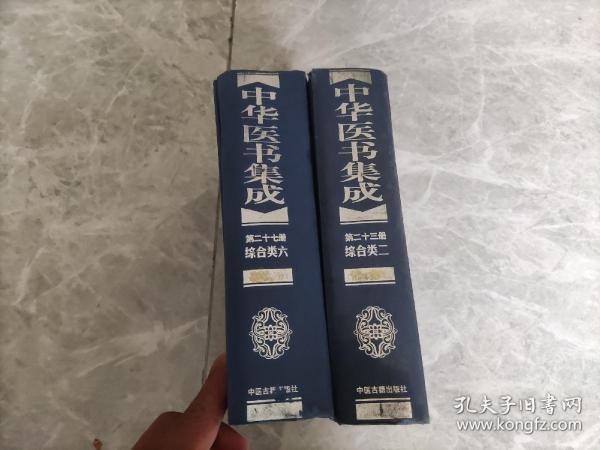 中华医书集成
第二十七册
综合类六
中医古籍出版社
中华医书集成
第二十三册
综合类二
中医古籍出版社
孔夫子旧书网
www.kongfz.com